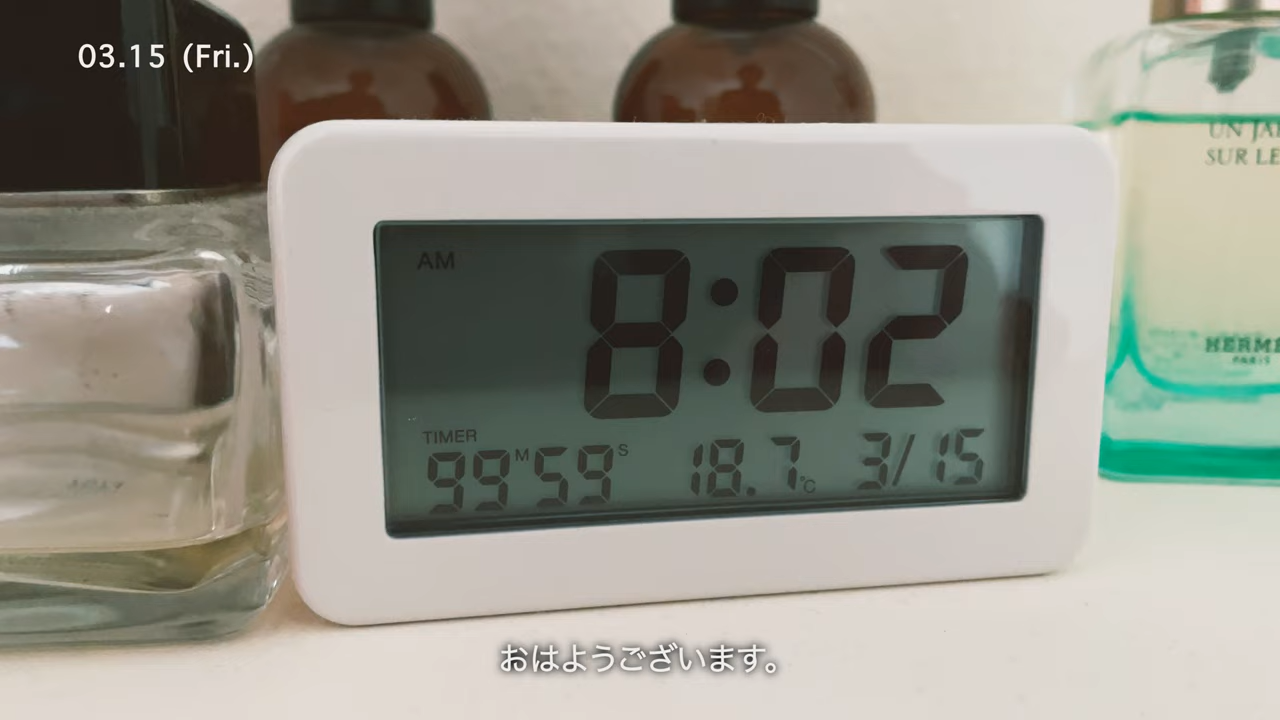 03.15 (Fri.)
AM
8:02
TIMER
99M59S 18.7°C 3/15
UN JA
SUR LE
HERME
PARIS
おはようございます。